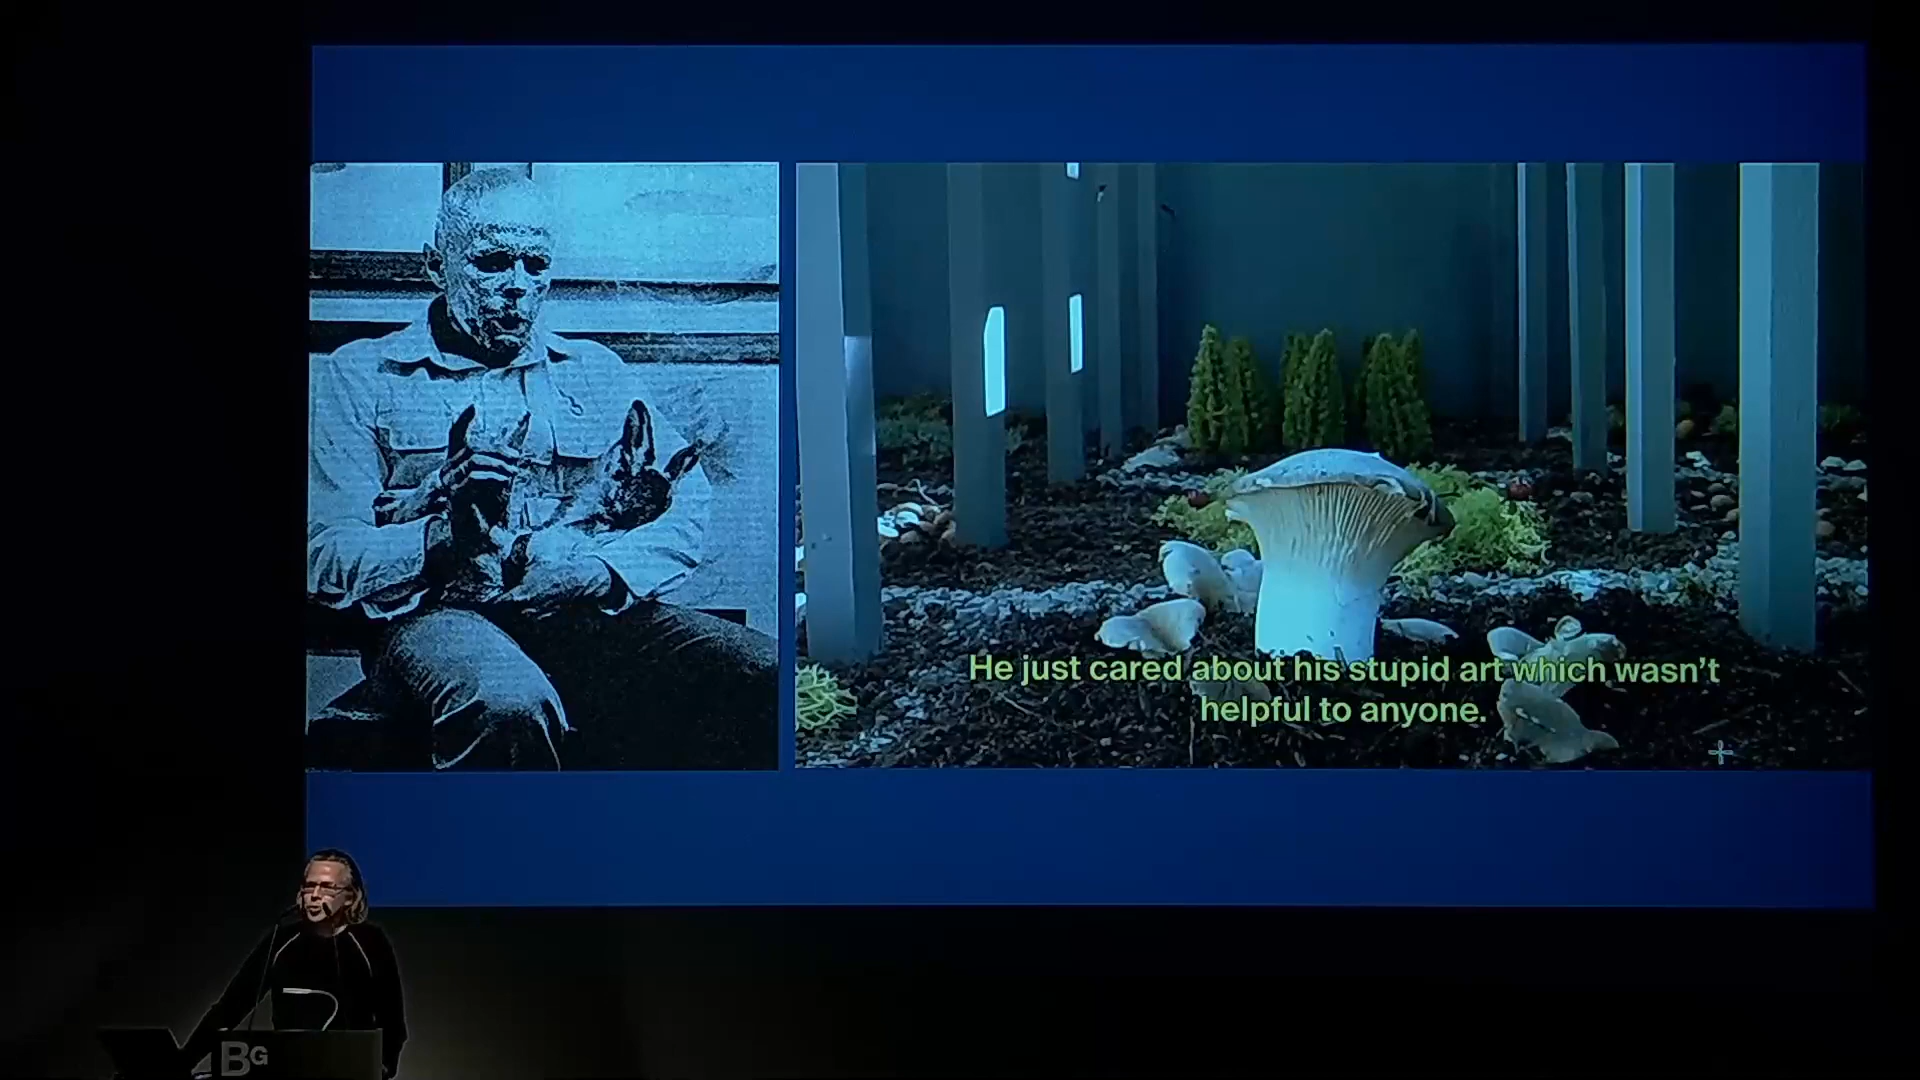 He just cared about his stupid art which wasn't
helpful to anyone.
BG